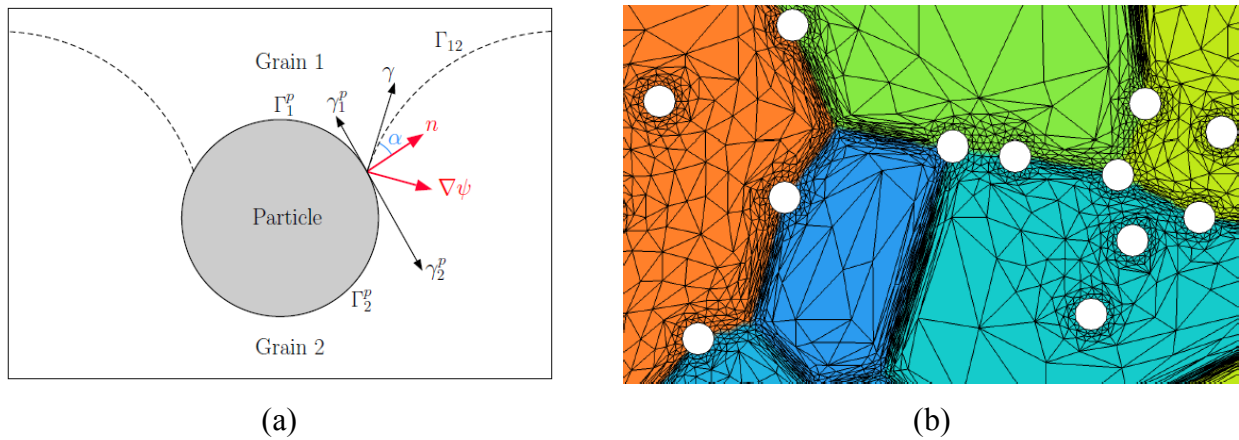 Γ₁₂
Grain 1
γ
Γ₁ᵖ
γ₁ᵖ
n
α
∇ψ
Particle
γ₂ᵖ
Γ₂ᵖ
Grain 2
(a)
(b)